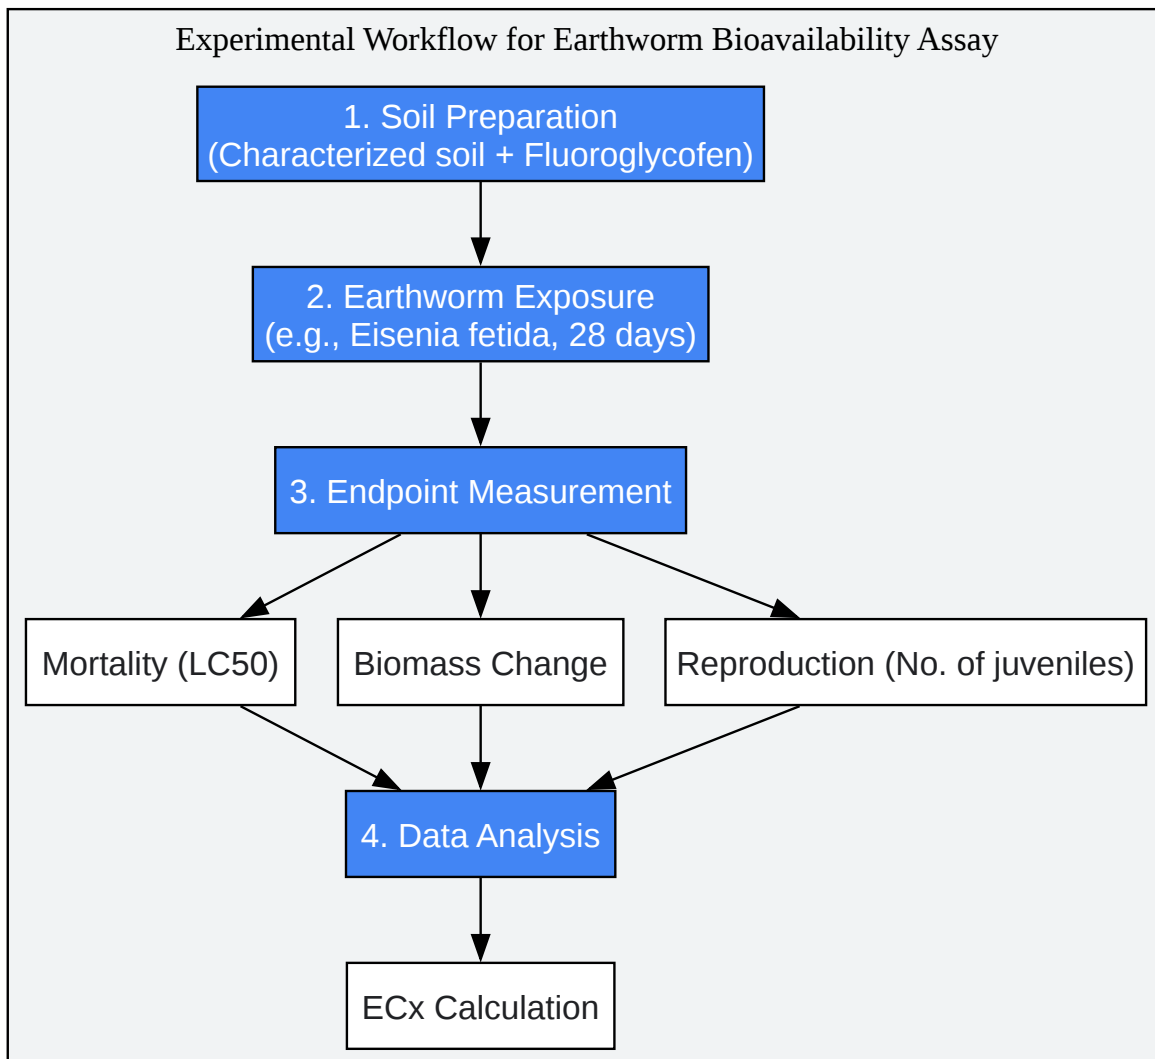 Experimental Workflow for Earthworm Bioavailability Assay
1. Soil Preparation
(Characterized soil + Fluoroglycofen)
2. Earthworm Exposure
(e.g., Eisenia fetida, 28 days)
3. Endpoint Measurement
Mortality (LC50)
Biomass Change
Reproduction (No. of juveniles)
4. Data Analysis
ECx Calculation